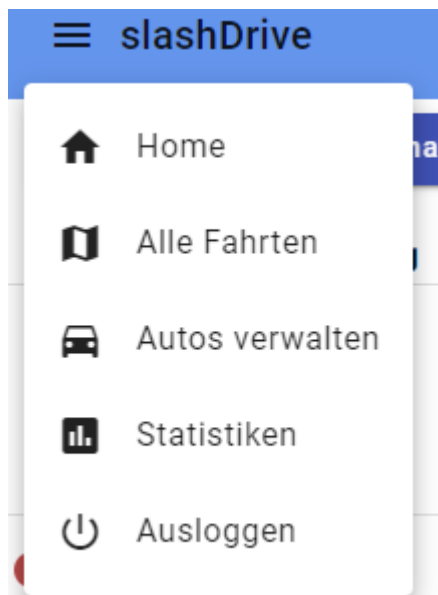 slashDrive
Home
Alle Fahrten
Autos verwalten
Statistiken
Ausloggen